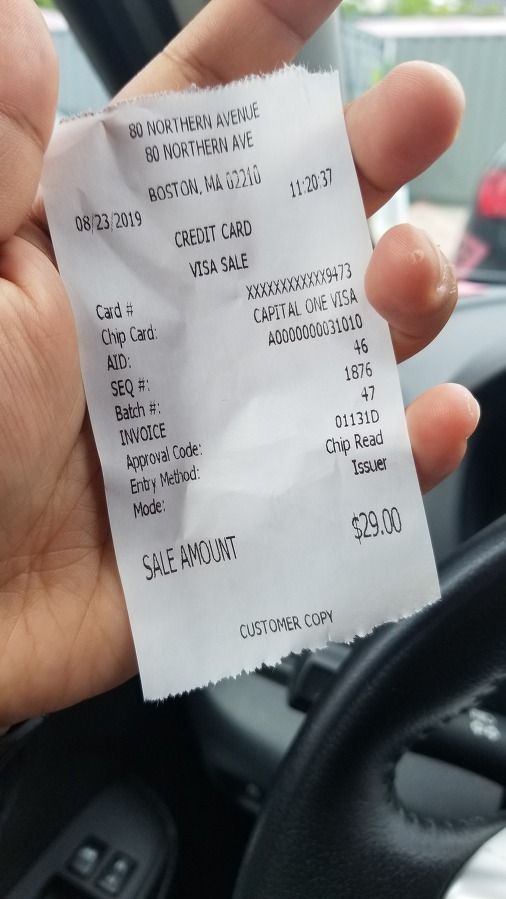 80 NORTHERN AVENUE
80 NORTHERN AVE
BOSTON, MA 02210
08/23/2019 11:20:37
CREDIT CARD
VISA SALE
Card # XXXXXXXXXXXX9473
Chip Card: CAPITAL ONE VISA
AID: A0000000031010
SEQ #: 46
Batch #: 1876
INVOICE 47
Approval Code: 01131D
Entry Method: Chip Read
Mode: Issuer
SALE AMOUNT $29.00
CUSTOMER COPY